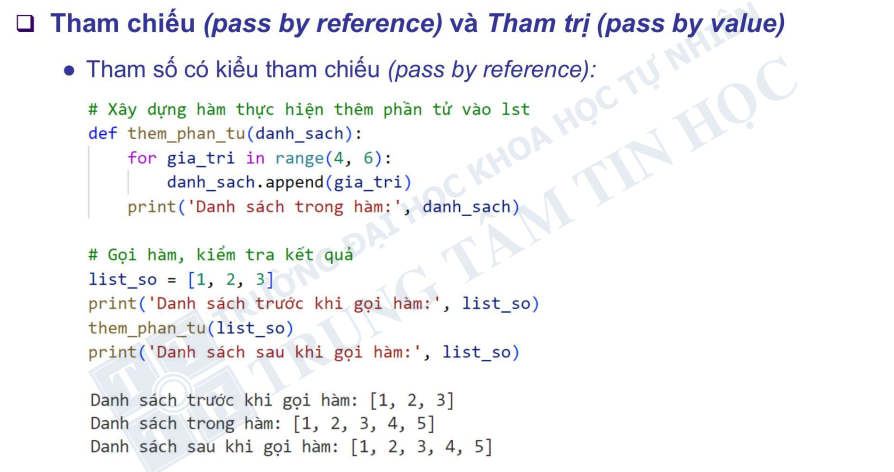 Tham chiếu (pass by reference) và Tham trị (pass by value)
Tham số có kiểu tham chiếu (pass by reference):
# Xây dựng hàm thực hiện thêm phần tử vào lst
def them_phan_tu(danh_sach):
    for gia_tri in range(4, 6):
        danh_sach.append(gia_tri)
    print('Danh sách trong hàm:', danh_sach)
# Gọi hàm, kiểm tra kết quả
list_so = [1, 2, 3]
print('Danh sách trước khi gọi hàm:', list_so)
them_phan_tu(list_so)
print('Danh sách sau khi gọi hàm:', list_so)
Danh sách trước khi gọi hàm: [1, 2, 3]
Danh sách trong hàm: [1, 2, 3, 4, 5]
Danh sách sau khi gọi hàm: [1, 2, 3, 4, 5]
TRƯỜNG ĐẠI HỌC KHOA HỌC TỰ NHIÊN
TRUNG TÂM TIN HỌC